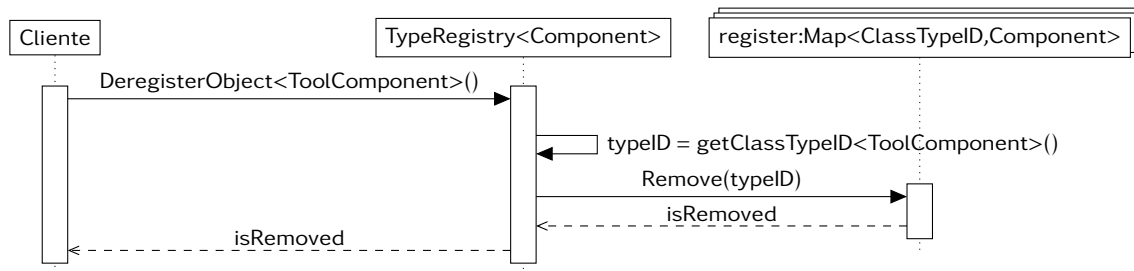 Cliente
TypeRegistry<Component>
register:Map<ClassTypeID,Component>
DeregisterObject<ToolComponent>()
typeID = getClassTypeID<ToolComponent>()
Remove(typeID)
isRemoved
isRemoved